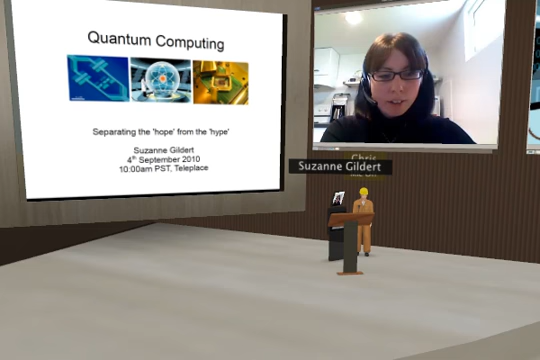 Quantum Computing
Separating the 'hope' from the 'hype'
Suzanne Gildert
4th September 2010
10:00am PST, Teleplace
Chris
Suzanne Gildert